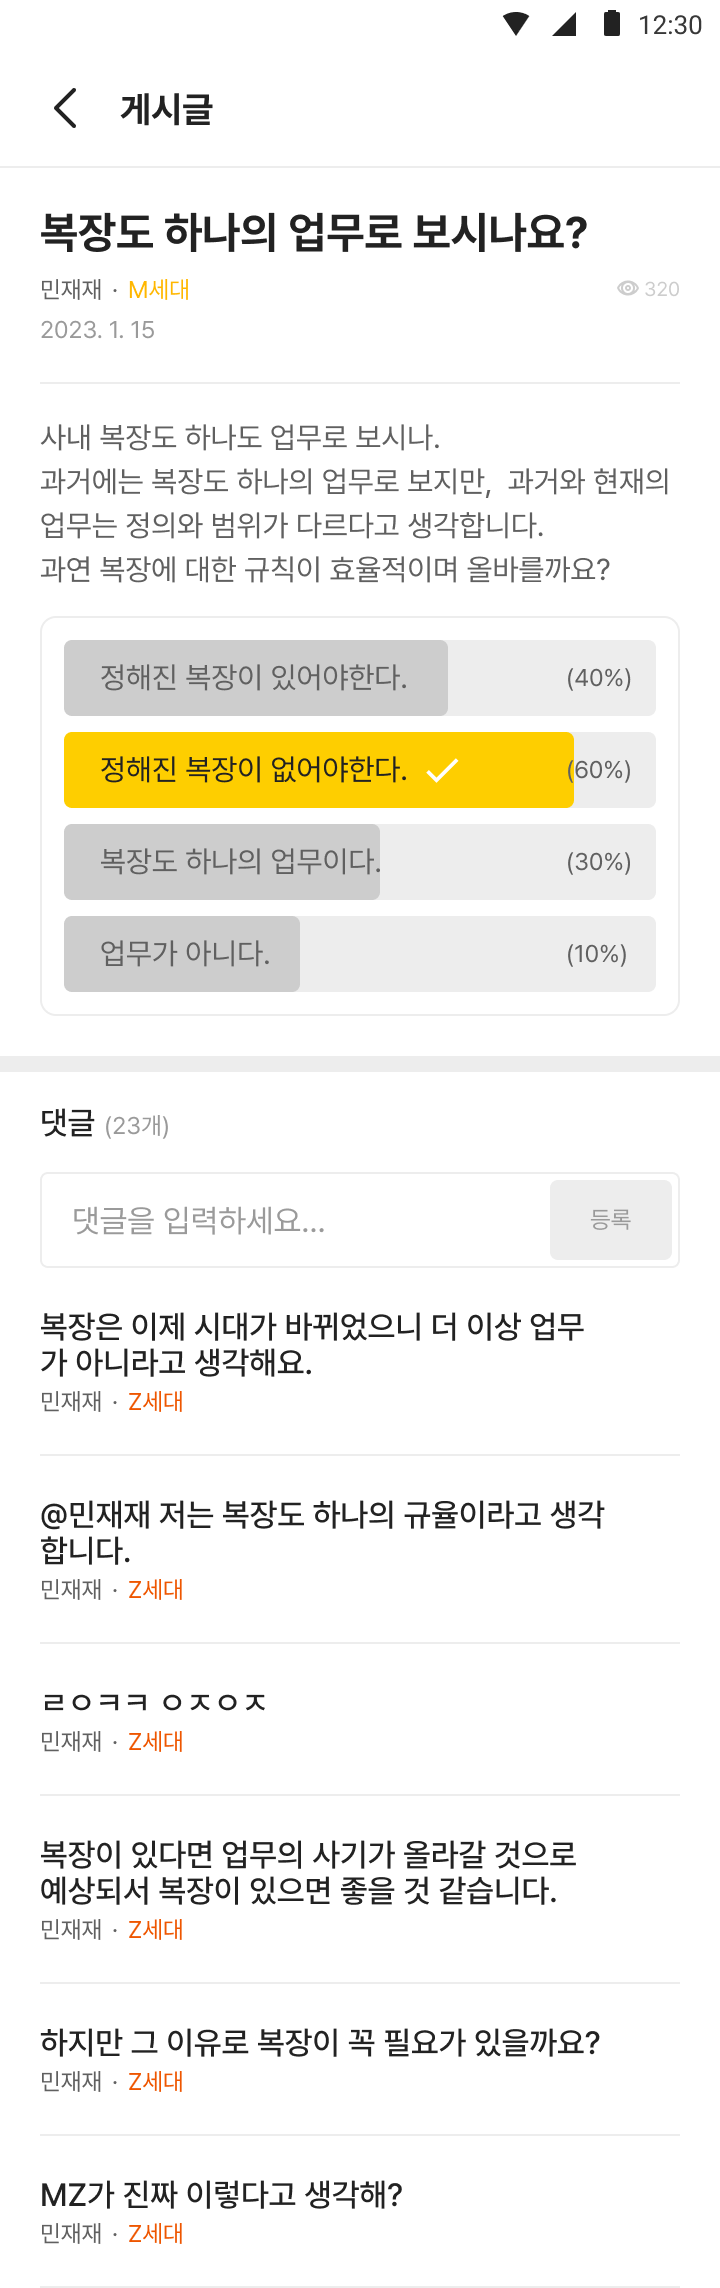 12:30
게시글
복장도 하나의 업무로 보시나요?
민재재 · M세대
320
2023. 1. 15
사내 복장도 하나도 업무로 보시나.
과거에는 복장도 하나의 업무로 보지만, 과거와 현재의
업무는 정의와 범위가 다르다고 생각합니다.
과연 복장에 대한 규칙이 효율적이며 올바를까요?
정해진 복장이 있어야한다. (40%)
정해진 복장이 없어야한다. (60%)
복장도 하나의 업무이다. (30%)
업무가 아니다. (10%)
댓글 (23개)
댓글을 입력하세요...
등록
복장은 이제 시대가 바뀌었으니 더 이상 업무
가 아니라고 생각해요.
민재재 · Z세대
@민재재 저는 복장도 하나의 규율이라고 생각
합니다.
민재재 · Z세대
ㄹㅇㅋㅋ ㅇㅈㅇㅈ
민재재 · Z세대
복장이 있다면 업무의 사기가 올라갈 것으로
예상되서 복장이 있으면 좋을 것 같습니다.
민재재 · Z세대
하지만 그 이유로 복장이 꼭 필요가 있을까요?
민재재 · Z세대
MZ가 진짜 이렇다고 생각해?
민재재 · Z세대